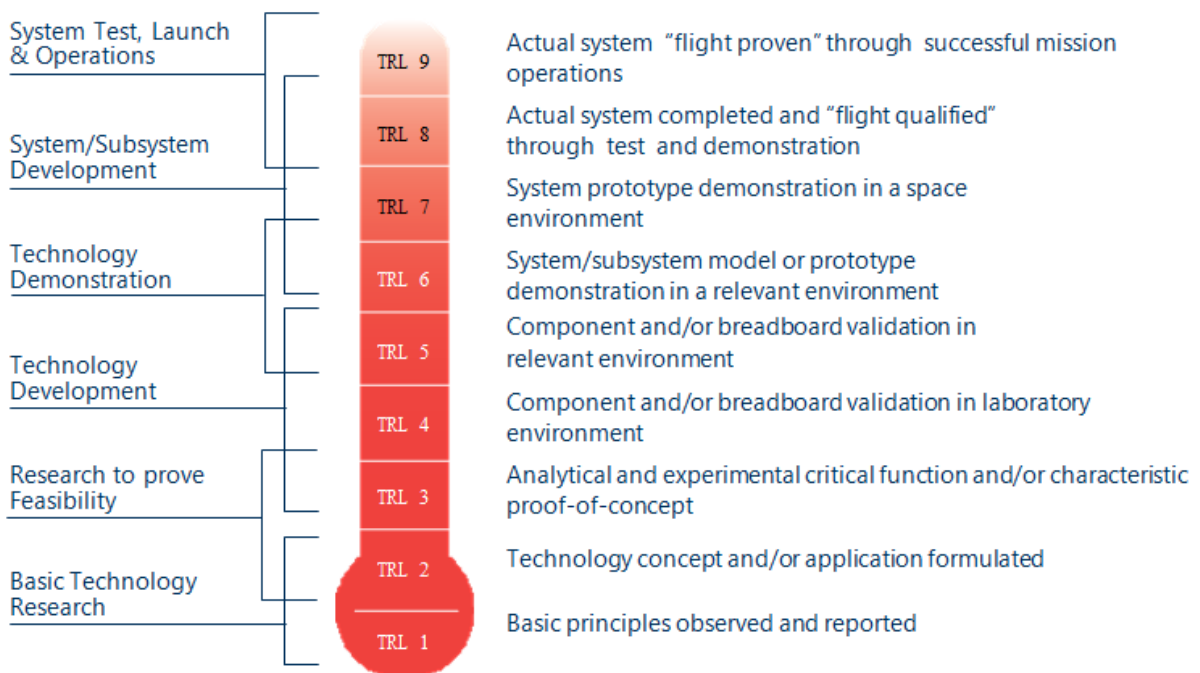 System Test, Launch
& Operations
System/Subsystem
Development
Technology
Demonstration
Technology
Development
Research to prove
Feasibility
Basic Technology
Research
TRL 9
TRL 8
TRL 7
TRL 6
TRL 5
TRL 4
TRL 3
TRL 2
TRL 1
Actual system “flight proven” through successful mission
operations
Actual system completed and “flight qualified”
through test and demonstration
System prototype demonstration in a space
environment
System/subsystem model or prototype
demonstration in a relevant environment
Component and/or breadboard validation in
relevant environment
Component and/or breadboard validation in laboratory
environment
Analytical and experimental critical function and/or characteristic
proof-of-concept
Technology concept and/or application formulated
Basic principles observed and reported